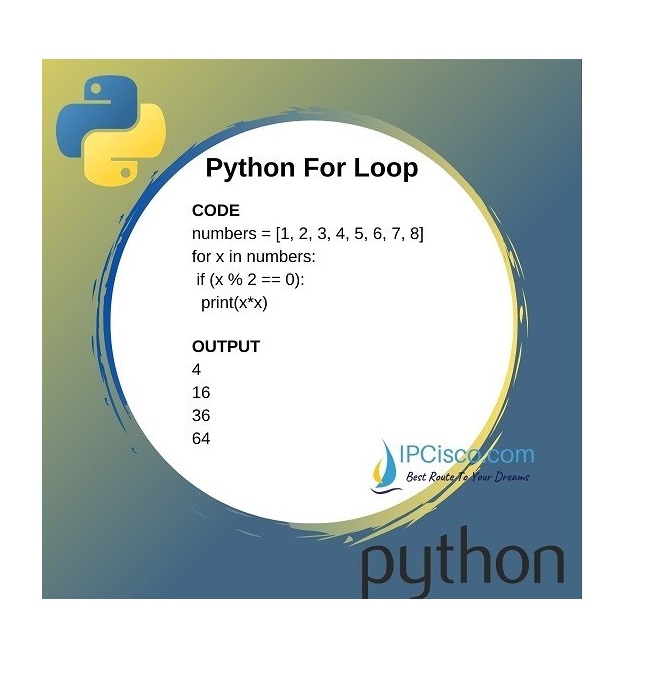 Python For Loop
CODE
numbers = [1, 2, 3, 4, 5, 6, 7, 8]
for x in numbers:
 if (x % 2 == 0):
  print(x*x)
OUTPUT
4
16
36
64
IPCisco.com
Best Route To Your Dreams
python